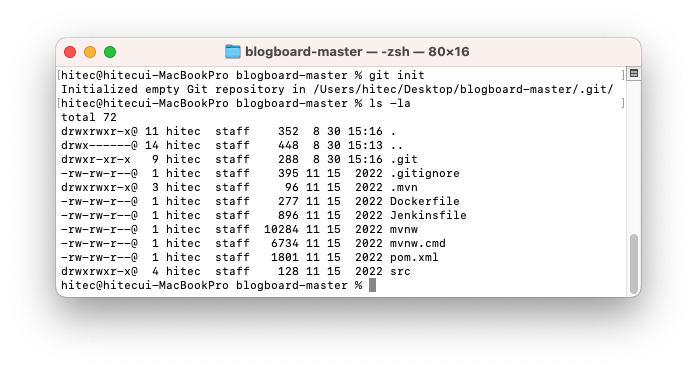 blogboard-master — -zsh — 80×16
[hitec@hitecui-MacBookPro blogboard-master % git init ]
Initialized empty Git repository in /Users/hitec/Desktop/blogboard-master/.git/
[hitec@hitecui-MacBookPro blogboard-master % ls -la ]
total 72
drwxrwxr-x@ 11 hitec  staff    352  8 30 15:16 .
drwx------@ 14 hitec  staff    448  8 30 15:13 ..
drwxr-xr-x   9 hitec  staff    288  8 30 15:16 .git
-rw-rw-r--@  1 hitec  staff    395 11 15  2022 .gitignore
drwxrwxr-x@  3 hitec  staff     96 11 15  2022 .mvn
-rw-rw-r--@  1 hitec  staff    277 11 15  2022 Dockerfile
-rw-rw-r--@  1 hitec  staff    896 11 15  2022 Jenkinsfile
-rw-rw-r--@  1 hitec  staff  10284 11 15  2022 mvnw
-rw-rw-r--@  1 hitec  staff   6734 11 15  2022 mvnw.cmd
-rw-rw-r--@  1 hitec  staff   1801 11 15  2022 pom.xml
drwxrwxr-x@  4 hitec  staff    128 11 15  2022 src
hitec@hitecui-MacBookPro blogboard-master %